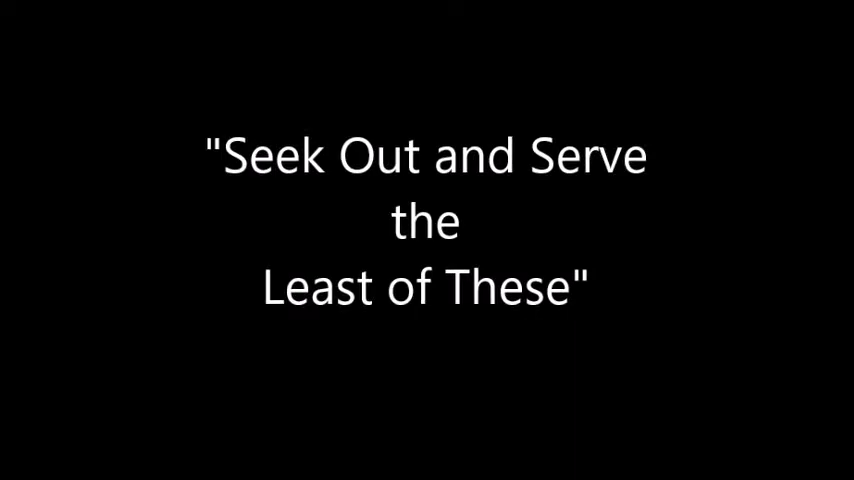 "Seek Out and Serve
the
Least of These"